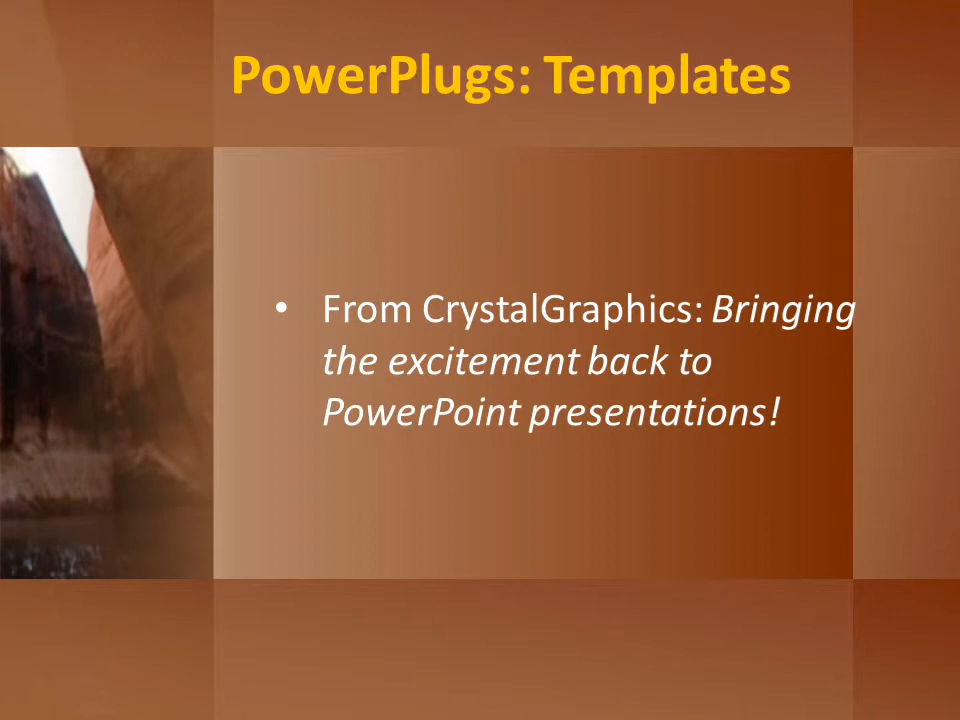 PowerPlugs: Templates
• From CrystalGraphics: Bringing
the excitement back to
PowerPoint presentations!